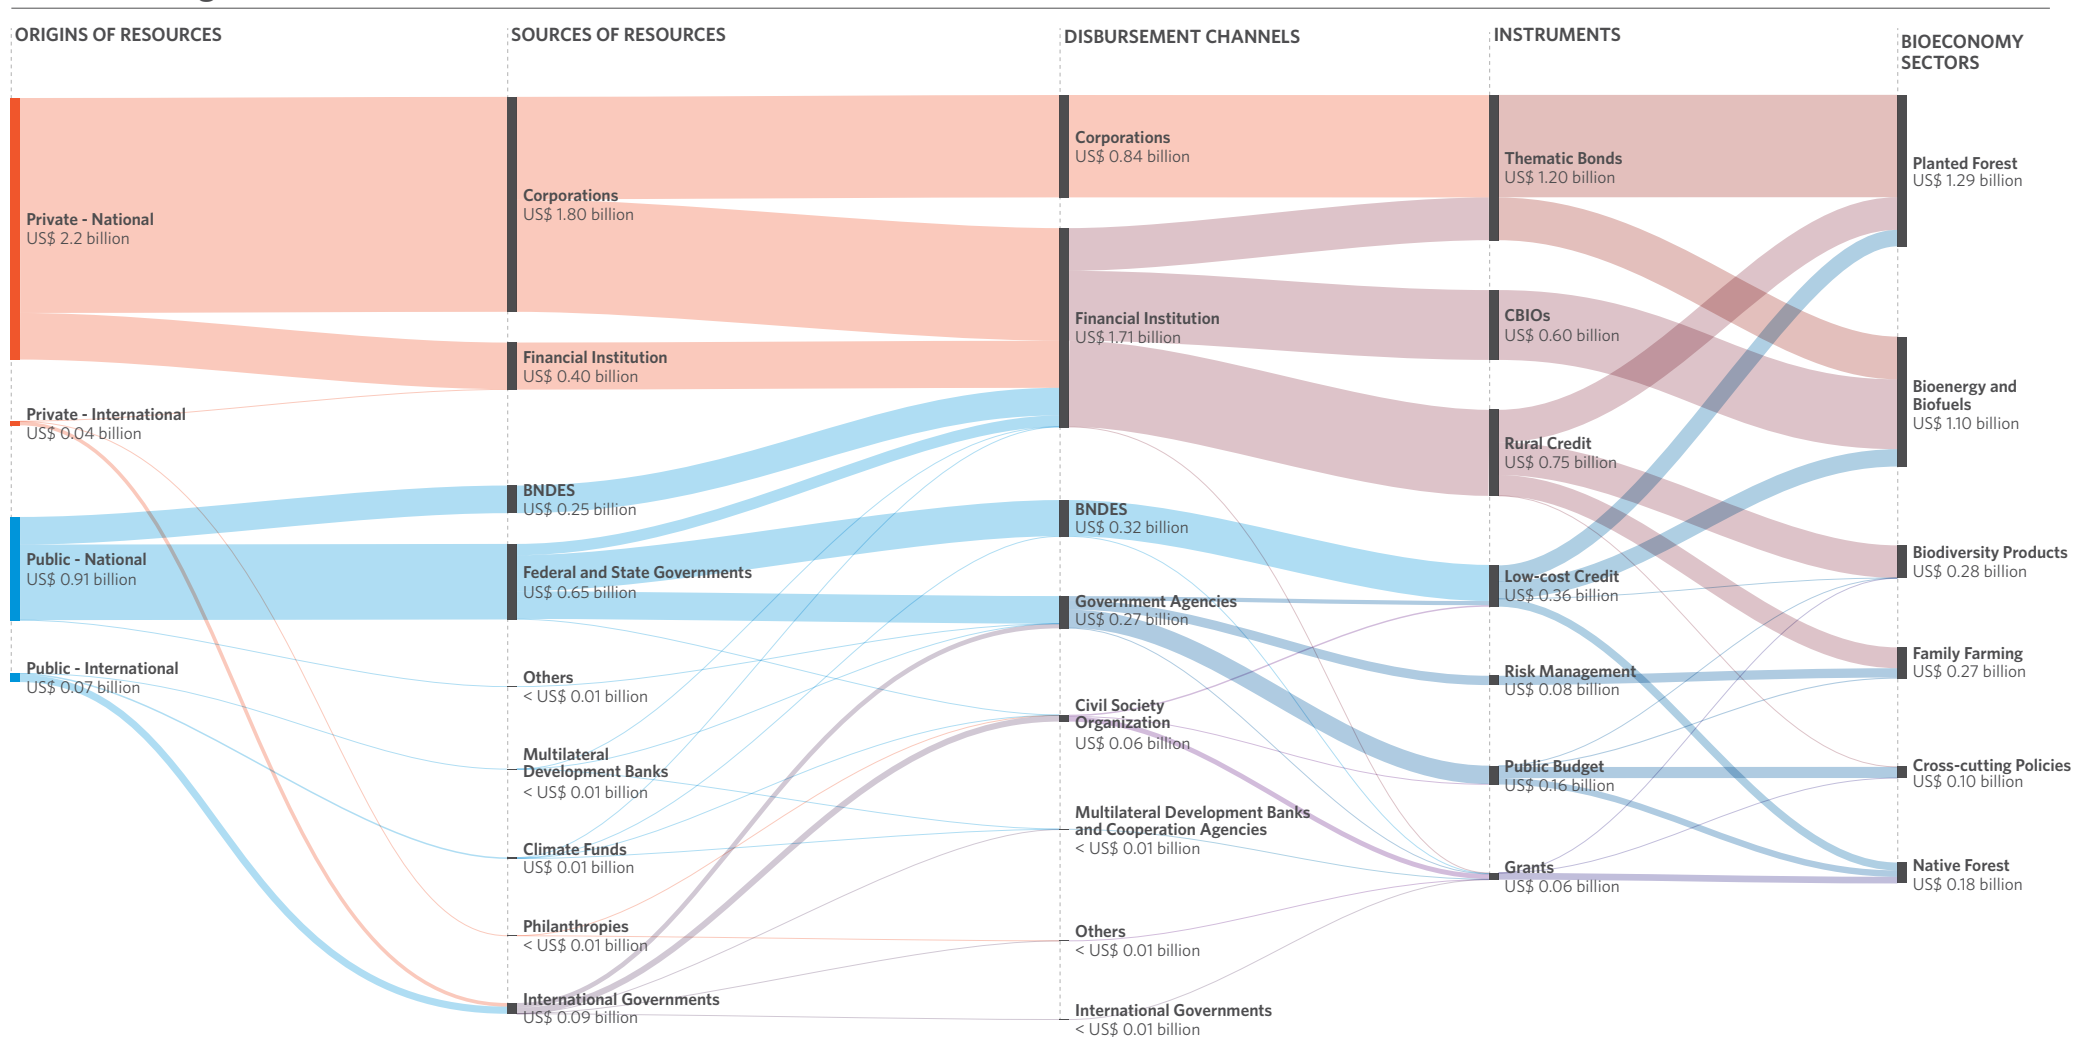 ORIGINS OF RESOURCES
SOURCES OF RESOURCES
DISBURSEMENT CHANNELS
INSTRUMENTS
BIOECONOMY
SECTORS
Private - National
US$ 2.2 billion
Private - International
US$ 0.04 billion
Public - National
US$ 0.91 billion
Public - International
US$ 0.07 billion
Corporations
US$ 1.80 billion
Financial Institution
US$ 0.40 billion
BNDES
US$ 0.25 billion
Federal and State Governments
US$ 0.65 billion
Others
< US$ 0.01 billion
Multilateral
Development Banks
< US$ 0.01 billion
Climate Funds
US$ 0.01 billion
Philanthropies
< US$ 0.01 billion
International Governments
US$ 0.09 billion
Corporations
US$ 0.84 billion
Financial Institution
US$ 1.71 billion
BNDES
US$ 0.32 billion
Government Agencies
US$ 0.27 billion
Civil Society
Organization
US$ 0.06 billion
Multilateral Development Banks
and Cooperation Agencies
< US$ 0.01 billion
Others
< US$ 0.01 billion
International Governments
< US$ 0.01 billion
Thematic Bonds
US$ 1.20 billion
CBIOs
US$ 0.60 billion
Rural Credit
US$ 0.75 billion
Low-cost Credit
US$ 0.36 billion
Risk Management
US$ 0.08 billion
Public Budget
US$ 0.16 billion
Grants
US$ 0.06 billion
Planted Forest
US$ 1.29 billion
Bioenergy and
Biofuels
US$ 1.10 billion
Biodiversity Products
US$ 0.28 billion
Family Farming
US$ 0.27 billion
Cross-cutting Policies
US$ 0.10 billion
Native Forest
US$ 0.18 billion